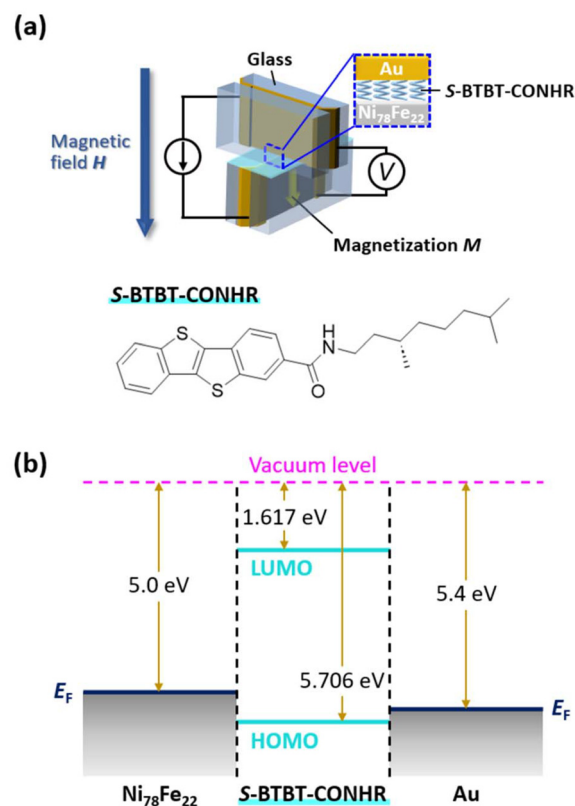 (a)
Glass
Au
S-BTBT-CONHR
Ni78Fe22
Magnetic
field H
V
Magnetization M
S-BTBT-CONHR
S
S
N
H
O
(b)
Vacuum level
1.617 eV
LUMO
5.0 eV
5.4 eV
5.706 eV
EF
EF
HOMO
Ni78Fe22
S-BTBT-CONHR
Au